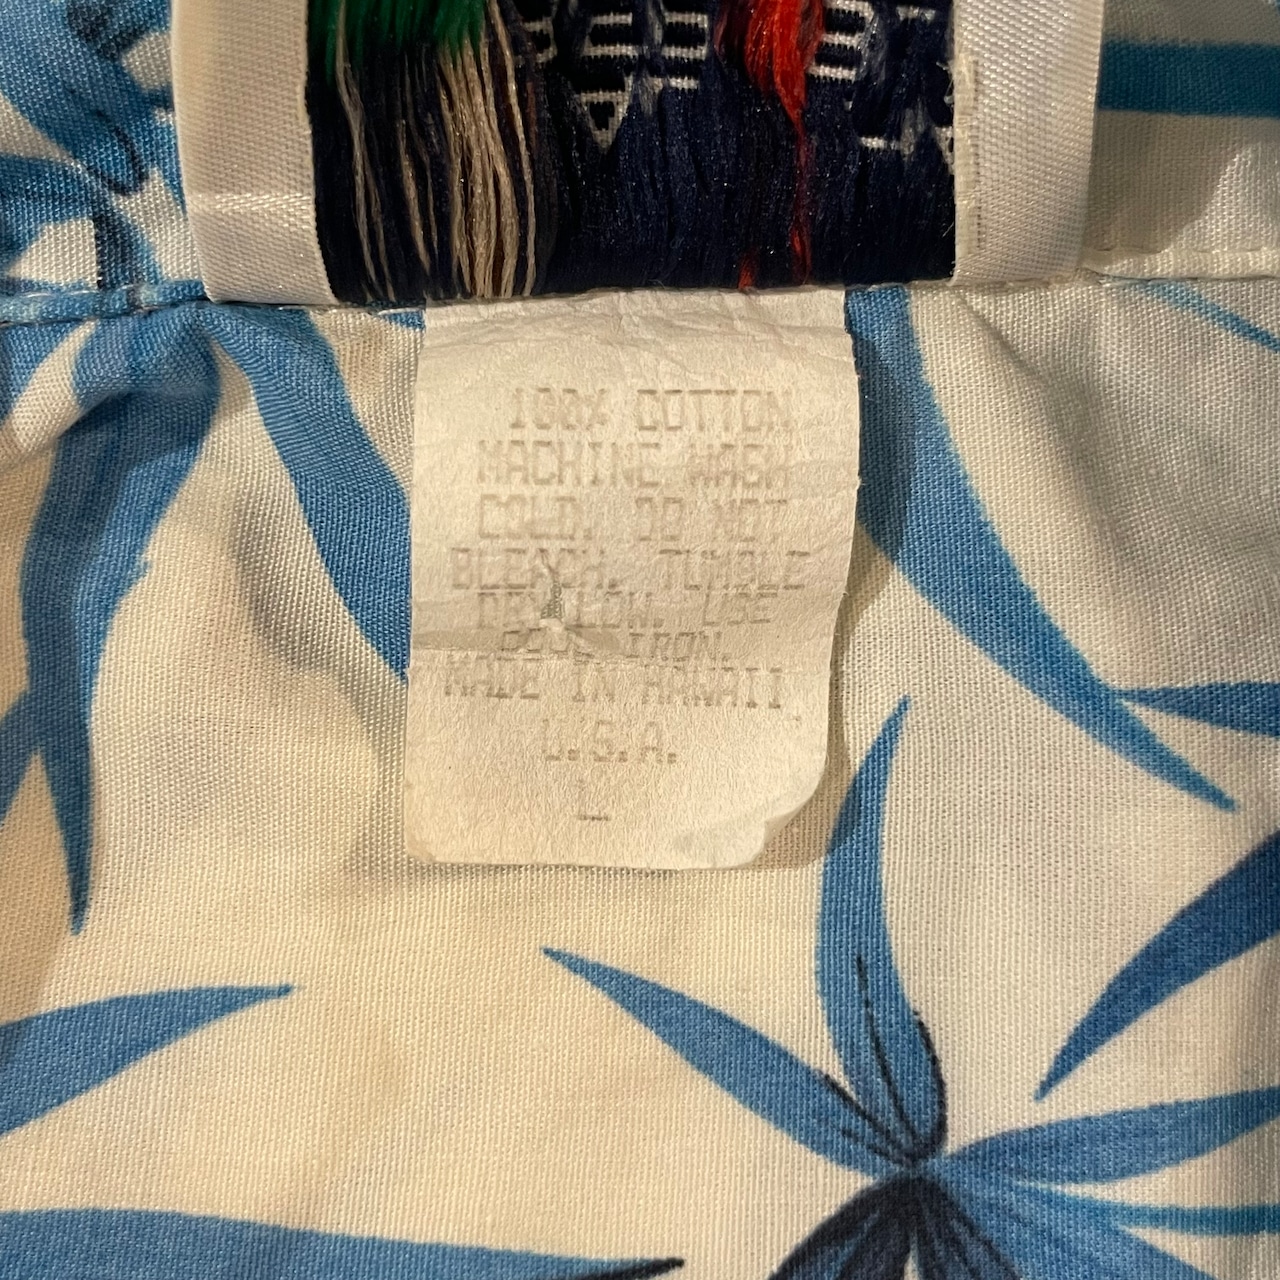 100% COTTON
MACHINE WASH
COLD. DO NOT
BLEACH. TUMBLE
DRY LOW. USE
COOL IRON.
MADE IN HAWAII
U.S.A.
L